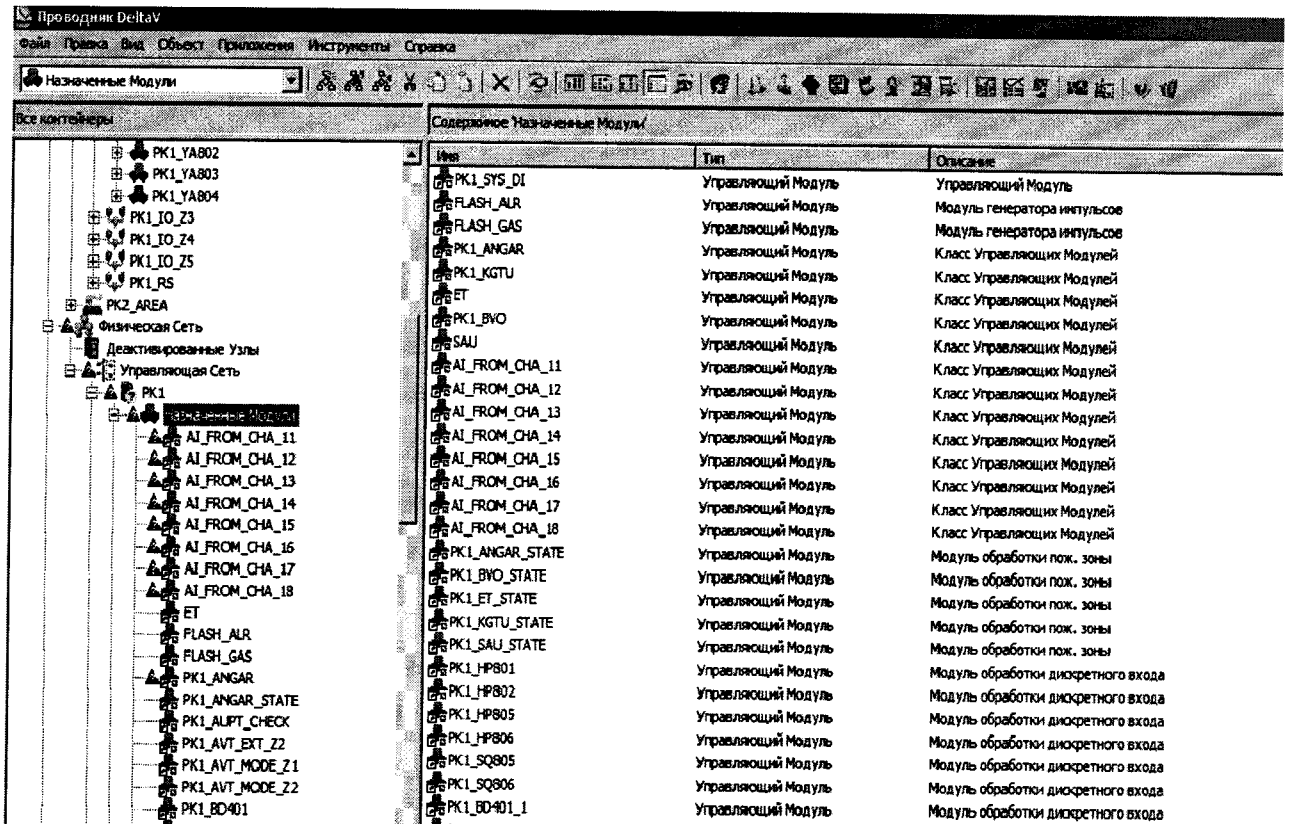 Проводник DeltaV
Файл Правка Вид Объект Приложения Инструменты Справка
Назначенные Модули
Все контейнеры
PK1_YA802
PK1_YA803
PK1_YA804
PK1_IO_Z3
PK1_IO_Z4
PK1_IO_Z5
PK1_RS
PK2_AREA
Физическая Сеть
Деактивированные Узлы
Управляющая Сеть
PK1
Назначенные Модули
AI_FROM_CHA_11
AI_FROM_CHA_12
AI_FROM_CHA_13
AI_FROM_CHA_14
AI_FROM_CHA_15
AI_FROM_CHA_16
AI_FROM_CHA_17
AI_FROM_CHA_18
ET
FLASH_ALR
FLASH_GAS
PK1_ANGAR
PK1_ANGAR_STATE
PK1_AUPT_CHECK
PK1_AVT_EXT_Z2
PK1_AVT_MODE_Z1
PK1_AVT_MODE_Z2
PK1_BD401
Содержимое 'Назначенные Модули'
Имя Тип Описание
PK1_SYS_DI Управляющий Модуль Управляющий Модуль
FLASH_ALR Управляющий Модуль Модуль генератора импульсов
FLASH_GAS Управляющий Модуль Модуль генератора импульсов
PK1_ANGAR Управляющий Модуль Класс Управляющих Модулей
PK1_KGTU Управляющий Модуль Класс Управляющих Модулей
ET Управляющий Модуль Класс Управляющих Модулей
PK1_BVO Управляющий Модуль Класс Управляющих Модулей
SAU Управляющий Модуль Класс Управляющих Модулей
AI_FROM_CHA_11 Управляющий Модуль Класс Управляющих Модулей
AI_FROM_CHA_12 Управляющий Модуль Класс Управляющих Модулей
AI_FROM_CHA_13 Управляющий Модуль Класс Управляющих Модулей
AI_FROM_CHA_14 Управляющий Модуль Класс Управляющих Модулей
AI_FROM_CHA_15 Управляющий Модуль Класс Управляющих Модулей
AI_FROM_CHA_16 Управляющий Модуль Класс Управляющих Модулей
AI_FROM_CHA_17 Управляющий Модуль Класс Управляющих Модулей
AI_FROM_CHA_18 Управляющий Модуль Класс Управляющих Модулей
PK1_ANGAR_STATE Управляющий Модуль Модуль обработки пож. зоны
PK1_BVO_STATE Управляющий Модуль Модуль обработки пож. зоны
PK1_ET_STATE Управляющий Модуль Модуль обработки пож. зоны
PK1_KGTU_STATE Управляющий Модуль Модуль обработки пож. зоны
PK1_SAU_STATE Управляющий Модуль Модуль обработки пож. зоны
PK1_HP801 Управляющий Модуль Модуль обработки дискретного входа
PK1_HP802 Управляющий Модуль Модуль обработки дискретного входа
PK1_HP805 Управляющий Модуль Модуль обработки дискретного входа
PK1_HP806 Управляющий Модуль Модуль обработки дискретного входа
PK1_SQ805 Управляющий Модуль Модуль обработки дискретного входа
PK1_SQ806 Управляющий Модуль Модуль обработки дискретного входа
PK1_BD401_1 Управляющий Модуль Модуль обработки дискретного входа